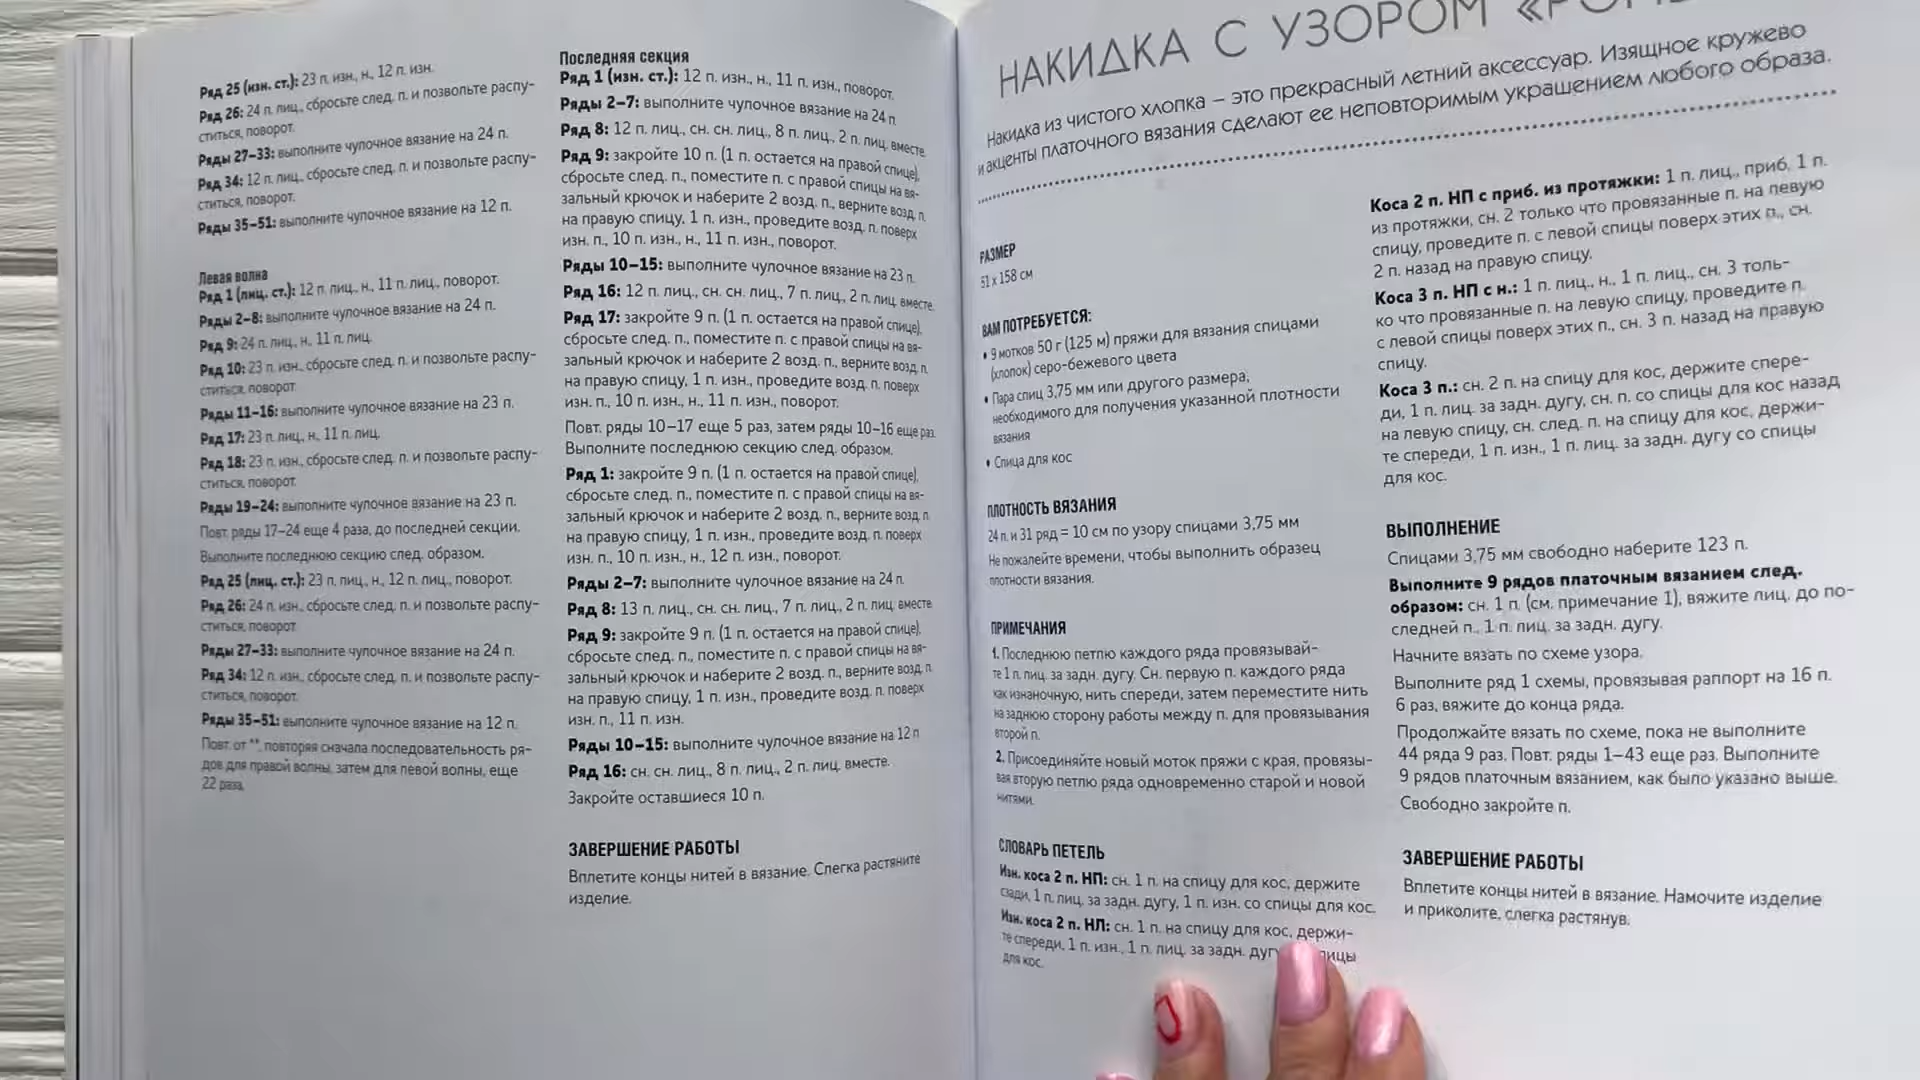 Ряд 25 (изн. ст.): 23 п. изн., н., 12 п. изн.
Ряд 26: 24 п. лиц., сбросьте след. п. и позвольте распу-
ститься, поворот.
Ряды 27–33: выполните чулочное вязание на 24 п.
Ряд 34: 12 п. лиц., сбросьте след. п. и позвольте распу-
ститься, поворот.
Ряды 35–51: выполните чулочное вязание на 12 п.
Левая волна
Ряд 1 (лиц. ст.): 12 п. лиц., н., 11 п. лиц., поворот.
Ряды 2–8: выполните чулочное вязание на 24 п.
Ряд 9: 24 п. лиц., н., 11 п. лиц.
Ряд 10: 23 п. изн., сбросьте след. п. и позвольте распу-
ститься, поворот.
Ряды 11–16: выполните чулочное вязание на 23 п.
Ряд 17: 23 п. лиц., н., 11 п. лиц.
Ряд 18: 23 п. изн., сбросьте след. п. и позвольте распу-
ститься, поворот.
Ряды 19–24: выполните чулочное вязание на 23 п.
Повт. ряды 17–24 еще 4 раза, до последней секции.
Выполните последнюю секцию след. образом.
Ряд 25 (лиц. ст.): 23 п. лиц., н., 12 п. лиц., поворот.
Ряд 26: 24 п. изн., сбросьте след. п. и позвольте распу-
ститься, поворот.
Ряды 27–33: выполните чулочное вязание на 24 п.
Ряд 34: 12 п. изн., сбросьте след. п. и позвольте распу-
ститься, поворот.
Ряды 35–51: выполните чулочное вязание на 12 п.
Повт. от **, повторяя сначала последовательность ря-
дов для правой волны, затем для левой волны, еще
22 раза.
Последняя секция
Ряд 1 (изн. ст.): 12 п. изн., н., 11 п. изн., поворот.
Ряды 2–7: выполните чулочное вязание на 24 п.
Ряд 8: 12 п. лиц., сн. сн. лиц., 8 п. лиц., 2 п. лиц. вместе.
Ряд 9: закройте 10 п. (1 п. остается на правой спице),
сбросьте след. п., поместите п. с правой спицы на вя-
зальный крючок и наберите 2 возд. п., верните возд. п.
на правую спицу, 1 п. изн., проведите возд. п. поверх
изн. п., 10 п. изн., н., 11 п. изн., поворот.
Ряды 10–15: выполните чулочное вязание на 23 п.
Ряд 16: 12 п. лиц., сн. сн. лиц., 7 п. лиц., 2 п. лиц. вместе.
Ряд 17: закройте 9 п. (1 п. остается на правой спице),
сбросьте след. п., поместите п. с правой спицы на вя-
зальный крючок и наберите 2 возд. п., верните возд. п.
на правую спицу, 1 п. изн., проведите возд. п. поверх
изн. п., 10 п. изн., н., 11 п. изн., поворот.
Повт. ряды 10–17 еще 5 раз, затем ряды 10–16 еще раз.
Выполните последнюю секцию след. образом.
Ряд 1: закройте 9 п. (1 п. остается на правой спице),
сбросьте след. п., поместите п. с правой спицы на вя-
зальный крючок и наберите 2 возд. п., верните возд. п.
на правую спицу, 1 п. изн., проведите возд. п. поверх
изн. п., 10 п. изн., н., 12 п. изн., поворот.
Ряды 2–7: выполните чулочное вязание на 24 п.
Ряд 8: 13 п. лиц., сн. сн. лиц., 7 п. лиц., 2 п. лиц. вместе.
Ряд 9: закройте 9 п. (1 п. остается на правой спице),
сбросьте след. п., поместите п. с правой спицы на вя-
зальный крючок и наберите 2 возд. п., верните возд. п.
на правую спицу, 1 п. изн., проведите возд. п. поверх
изн. п., 11 п. изн.
Ряды 10–15: выполните чулочное вязание на 12 п.
Ряд 16: сн. сн. лиц., 8 п. лиц., 2 п. лиц. вместе.
Закройте оставшиеся 10 п.
ЗАВЕРШЕНИЕ РАБОТЫ
Вплетите концы нитей в вязание. Слегка растяните
изделие.
НАКИДКА С УЗОРОМ
Накидка из чистого хлопка – это прекрасный летний аксессуар. Изящное кружево
и акценты платочного вязания сделают ее неповторимым украшением любого образа.
РАЗМЕР
51 x 158 см
ВАМ ПОТРЕБУЕТСЯ:
• 9 мотков 50 г (125 м) пряжи для вязания спицами
(хлопок) серо-бежевого цвета
• Пара спиц 3,75 мм или другого размера,
необходимого для получения указанной плотности
вязания
• Спица для кос
ПЛОТНОСТЬ ВЯЗАНИЯ
24 п. и 31 ряд = 10 см по узору спицами 3,75 мм
Не пожалейте времени, чтобы выполнить образец
плотности вязания.
ПРИМЕЧАНИЯ
1. Последнюю петлю каждого ряда провязывай-
те 1 п. лиц. за задн. дугу. Сн. первую п. каждого ряда
как изнаночную, нить спереди, затем переместите нить
на заднюю сторону работы между п. для провязывания
второй п.
2. Присоединяйте новый моток пряжи с края, провязы-
вая вторую петлю ряда одновременно старой и новой
нитями.
СЛОВАРЬ ПЕТЕЛЬ
Изн. коса 2 п. НП: сн. 1 п. на спицу для кос, держите
сзади, 1 п. лиц. за задн. дугу, 1 п. изн. со спицы для кос.
Изн. коса 2 п. НЛ: сн. 1 п. на спицу для кос, держи-
те спереди, 1 п. изн., 1 п. лиц. за задн. дугу
для кос.
Коса 2 п. НП с приб. из протяжки: 1 п. лиц., приб. 1 п.
из протяжки, сн. 2 только что провязанные п. на левую
спицу, проведите п. с левой спицы поверх этих п., сн.
2 п. назад на правую спицу.
Коса 3 п. НП с н.: 1 п. лиц., н., 1 п. лиц., сн. 3 толь-
ко что провязанные п. на левую спицу, проведите п.
с левой спицы поверх этих п., сн. 3 п. назад на правую
спицу.
Коса 3 п.: сн. 2 п. на спицу для кос, держите спере-
ди, 1 п. лиц. за задн. дугу, сн. п. со спицы для кос назад
на левую спицу, сн. след. п. на спицу для кос, держи-
те спереди, 1 п. изн., 1 п. лиц. за задн. дугу со спицы
для кос.
ВЫПОЛНЕНИЕ
Спицами 3,75 мм свободно наберите 123 п.
Выполните 9 рядов платочным вязанием след.
образом: сн. 1 п. (см. примечание 1), вяжите лиц. до по-
следней п., 1 п. лиц. за задн. дугу.
Начните вязать по схеме узора.
Выполните ряд 1 схемы, провязывая раппорт на 16 п.
6 раз, вяжите до конца ряда.
Продолжайте вязать по схеме, пока не выполните
44 ряда 9 раз. Повт. ряды 1–43 еще раз. Выполните
9 рядов платочным вязанием, как было указано выше.
Свободно закройте п.
ЗАВЕРШЕНИЕ РАБОТЫ
Вплетите концы нитей в вязание. Намочите изделие
и приколите, слегка растянув.